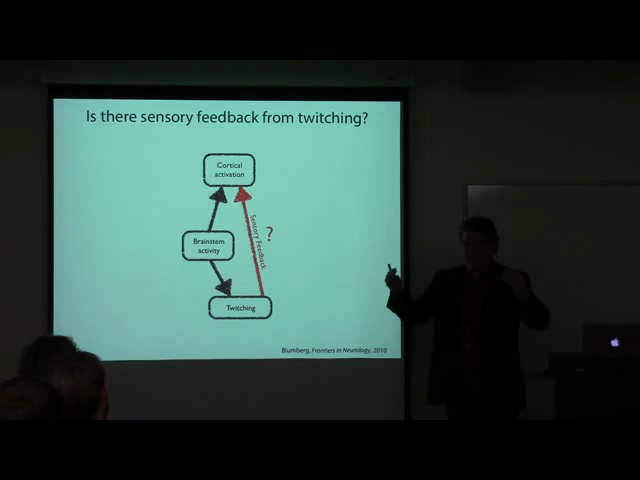 Is there sensory feedback from twitching?
Cortical
activation
Sensory Feedback
?
Brainstem
activity
Twitching
Blumberg, Frontiers in Neurology, 2010